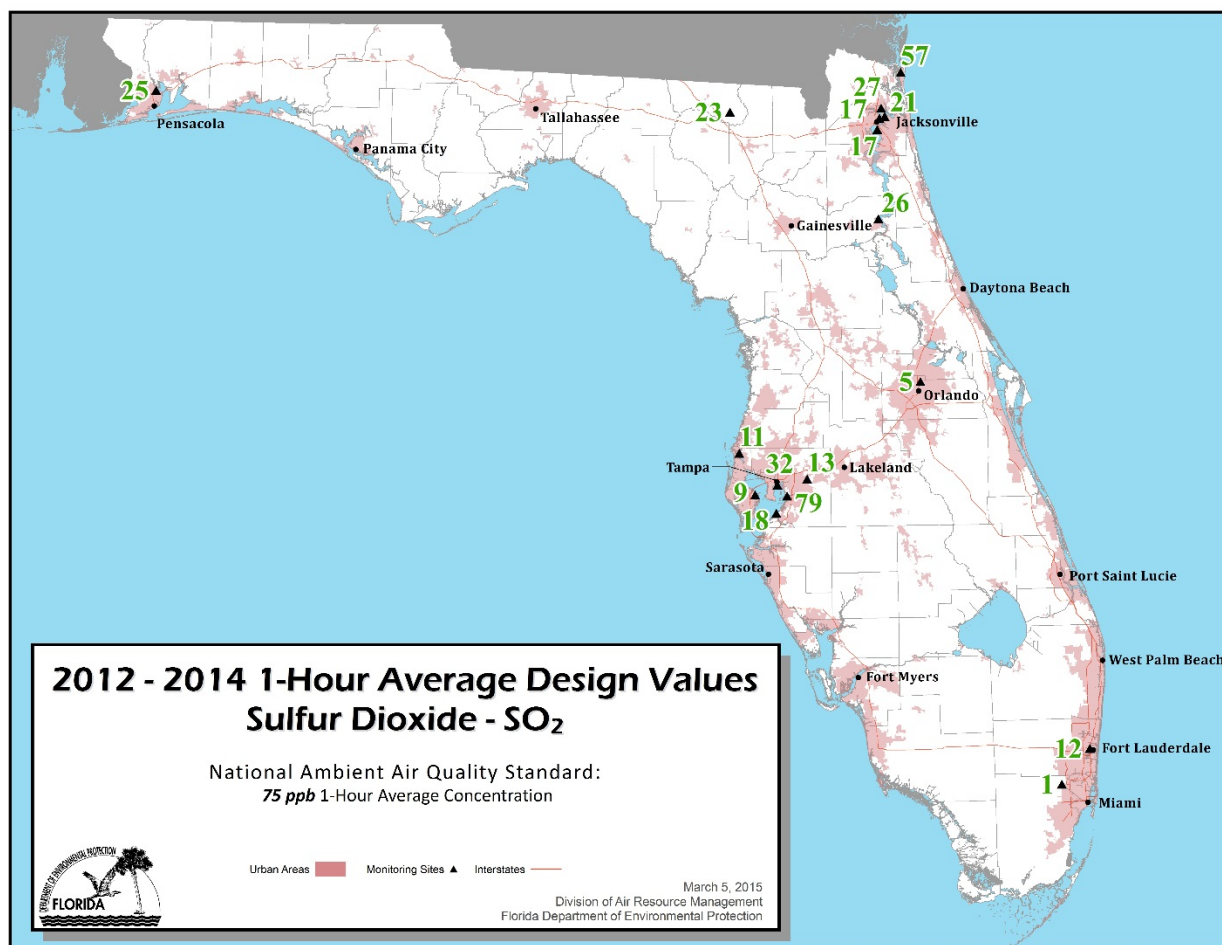 57
25
27
23
17
21
Pensacola
Tallahassee
Jacksonville
17
Panama City
26
Gainesville
Daytona Beach
5
Orlando
11
32
13
Tampa
Lakeland
9
79
18
Sarasota
Port Saint Lucie
West Palm Beach
Fort Myers
12
Fort Lauderdale
1
Miami
2012 - 2014 1-Hour Average Design Values
Sulfur Dioxide - SO₂
National Ambient Air Quality Standard:
75 ppb 1-Hour Average Concentration
Urban Areas Monitoring Sites Interstates
March 5, 2015
Division of Air Resource Management
Florida Department of Environmental Protection
DEPARTMENT OF ENVIRONMENTAL PROTECTION
FLORIDA